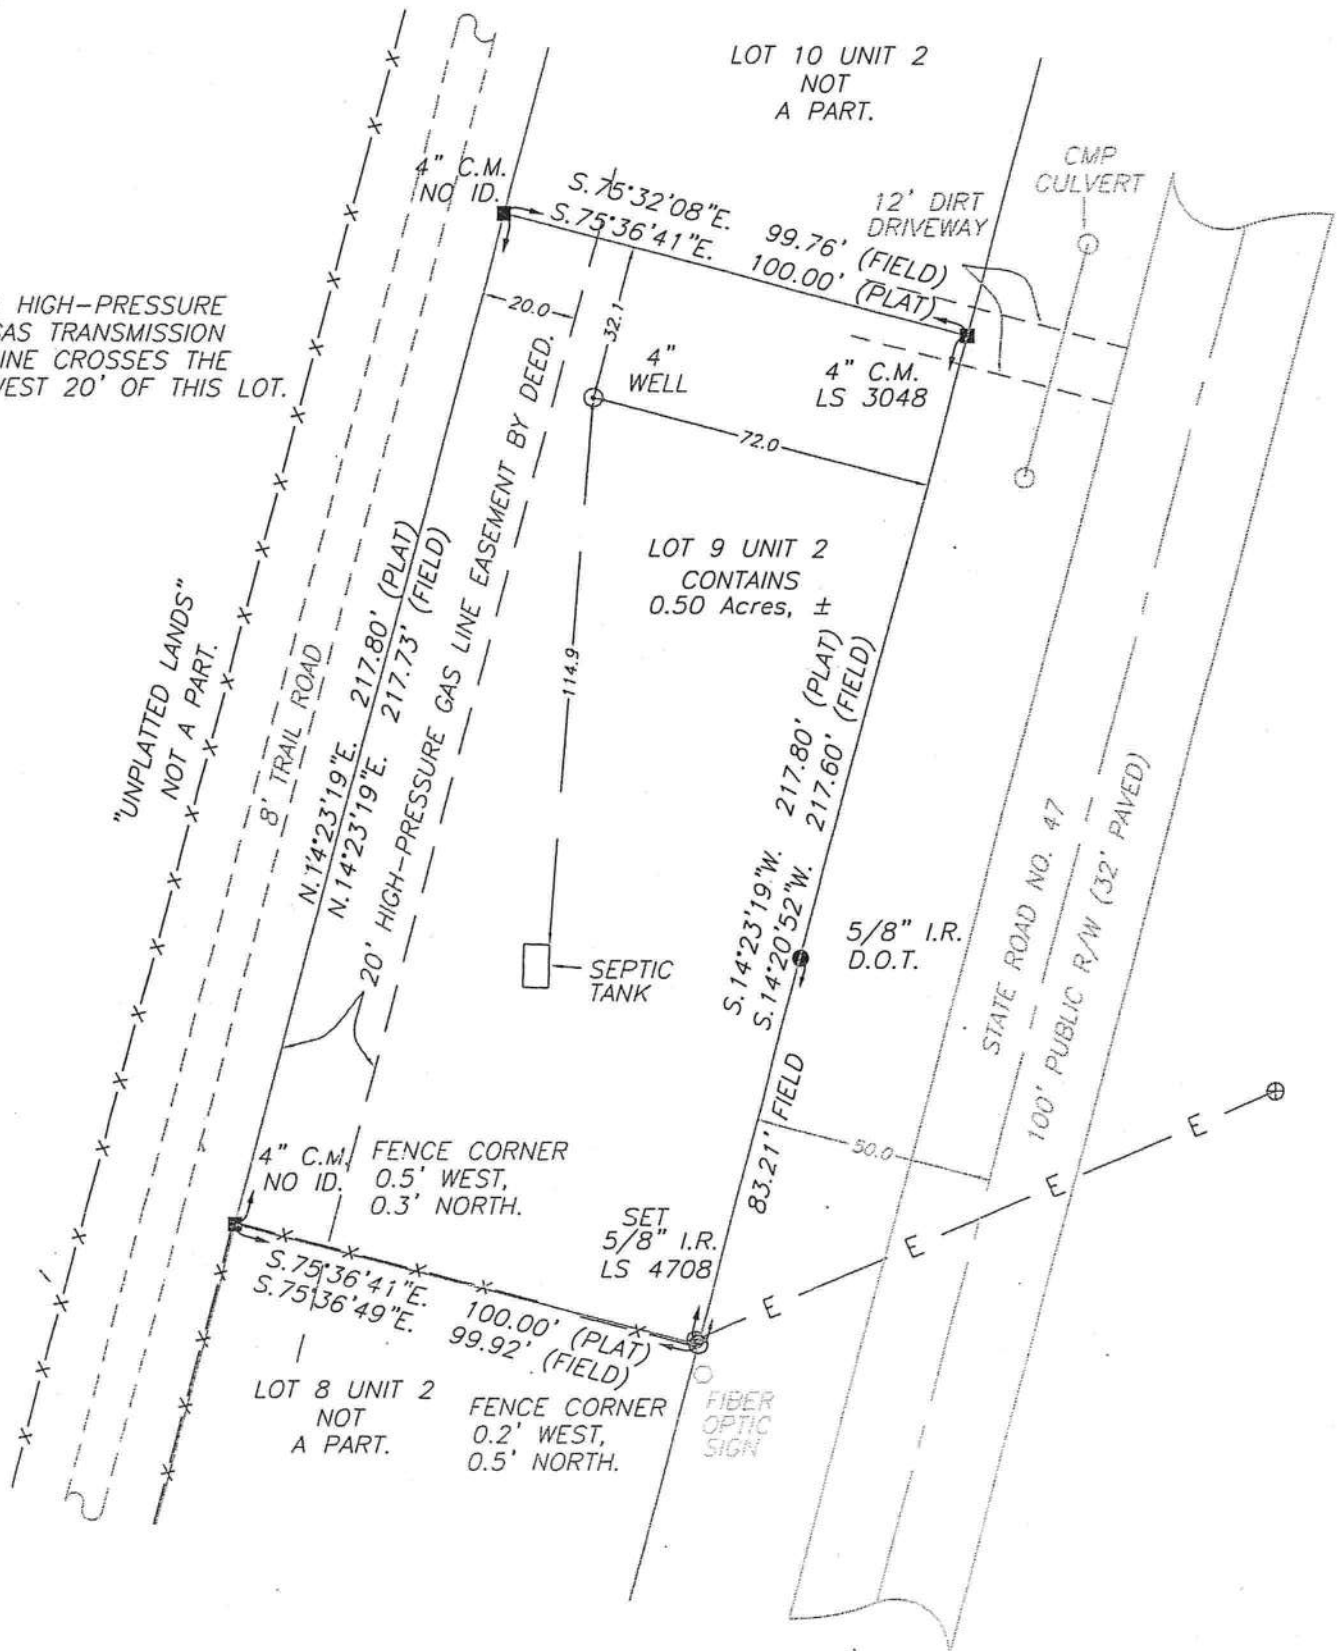 LOT 10 UNIT 2
NOT
A PART.
CMP
CULVERT
4" C.M.
NO ID.
S.75°32'08"E.
S.75°36'41"E.
99.76' (FIELD)
100.00' (PLAT)
12' DIRT
DRIVEWAY
HIGH-PRESSURE
GAS TRANSMISSION
LINE CROSSES THE
WEST 20' OF THIS LOT.
20.0
32.1
4"
WELL
4" C.M.
LS 3048
72.0
LOT 9 UNIT 2
CONTAINS
0.50 Acres, ±
"UNPLATTED LANDS"
NOT A PART.
8' TRAIL ROAD
N.14°23'19"E. 217.80' (PLAT)
N.14°23'19"E. 217.73' (FIELD)
20' HIGH-PRESSURE GAS LINE EASEMENT BY DEED.
114.9
S.14°23'19"W. 217.80' (PLAT)
S.14°20'52"W. 217.60' (FIELD)
5/8" I.R.
D.O.T.
SEPTIC
TANK
STATE ROAD NO. 47
100' PUBLIC R/W (32' PAVED)
83.21' FIELD
50.0
E
E
E
E
4" C.M.
NO ID.
FENCE CORNER
0.5' WEST,
0.3' NORTH.
SET
5/8" I.R.
LS 4708
S.75°36'41"E.
S.75°36'49"E.
100.00' (PLAT)
99.92' (FIELD)
LOT 8 UNIT 2
NOT
A PART.
FENCE CORNER
0.2' WEST,
0.5' NORTH.
FIBER
OPTIC
SIGN